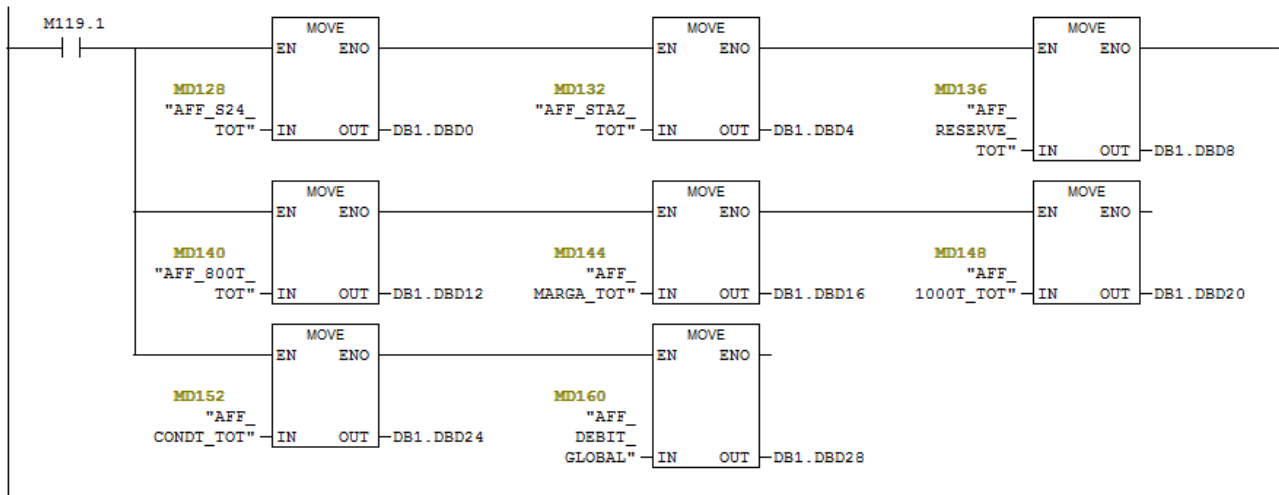 M119.1
MOVE MOVE MOVE
EN ENO EN ENO EN ENO
MD128 MD132 MD136
"AFF_S24_ "AFF_STAZ_ "AFF_
TOT" IN OUT DB1.DBD0 TOT" IN OUT DB1.DBD4 RESERVE_
TOT" IN OUT DB1.DBD8
MOVE MOVE MOVE
EN ENO EN ENO EN ENO
MD140 MD144 MD148
"AFF_800T_ "AFF_ "AFF_
TOT" IN OUT DB1.DBD12 MARGA_TOT" IN OUT DB1.DBD16 1000T_TOT" IN OUT DB1.DBD20
MOVE MOVE
EN ENO EN ENO
MD152 MD160
"AFF_ "AFF_
CONDT_TOT" IN OUT DB1.DBD24 DEBIT_
GLOBAL" IN OUT DB1.DBD28